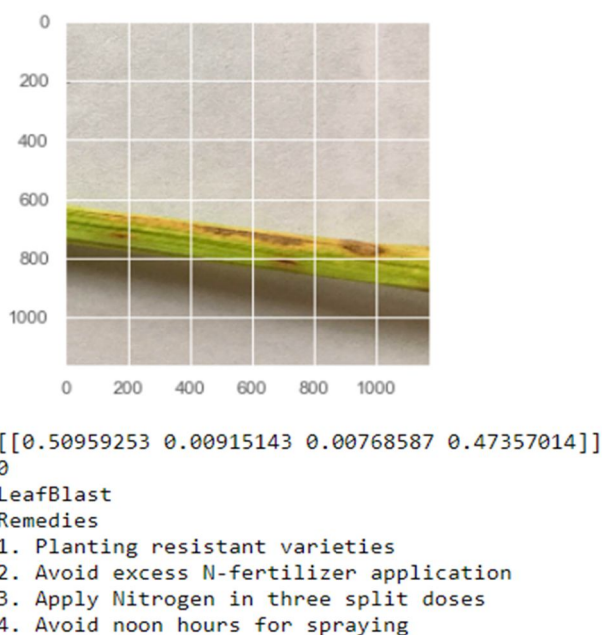 0
200
400
600
800
1000
0 200 400 600 800 1000
[[0.50959253 0.00915143 0.00768587 0.47357014]]
0
LeafBlast
Remedies
1. Planting resistant varieties
2. Avoid excess N-fertilizer application
3. Apply Nitrogen in three split doses
4. Avoid noon hours for spraying